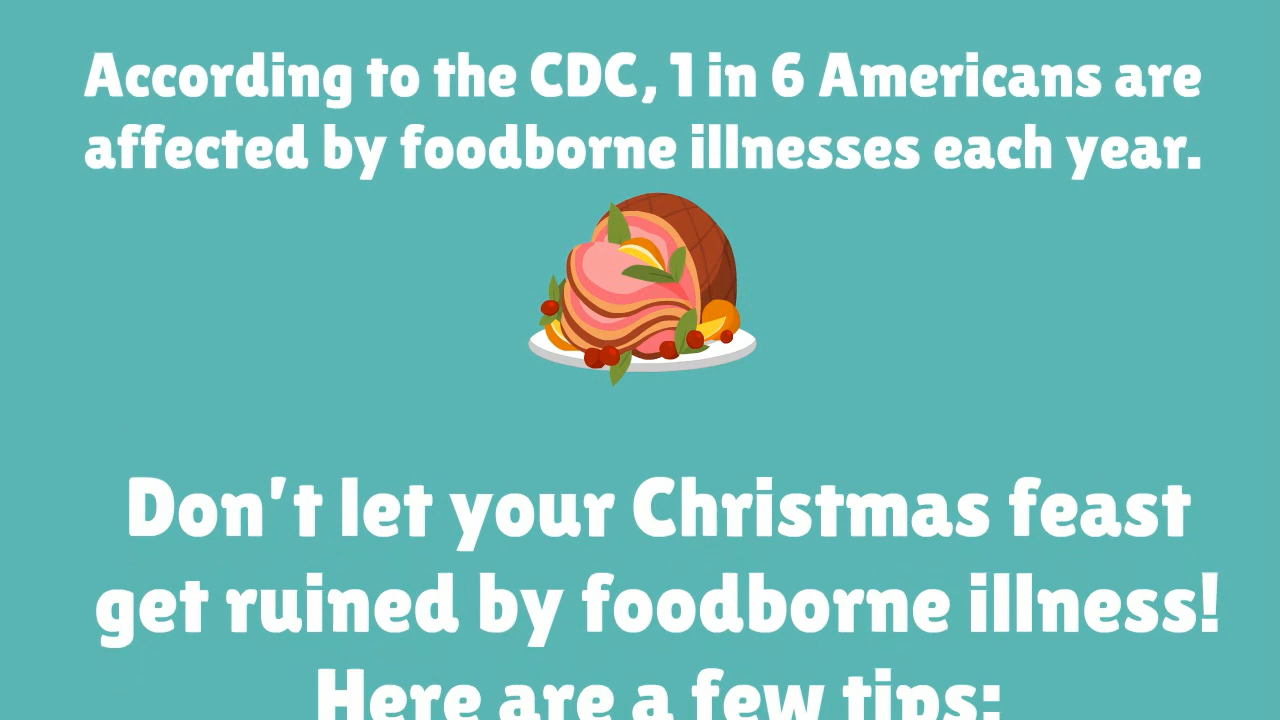 According to the CDC, 1 in 6 Americans are
affected by foodborne illnesses each year.
Don't let your Christmas feast
get ruined by foodborne illness!
Here are a few tips: